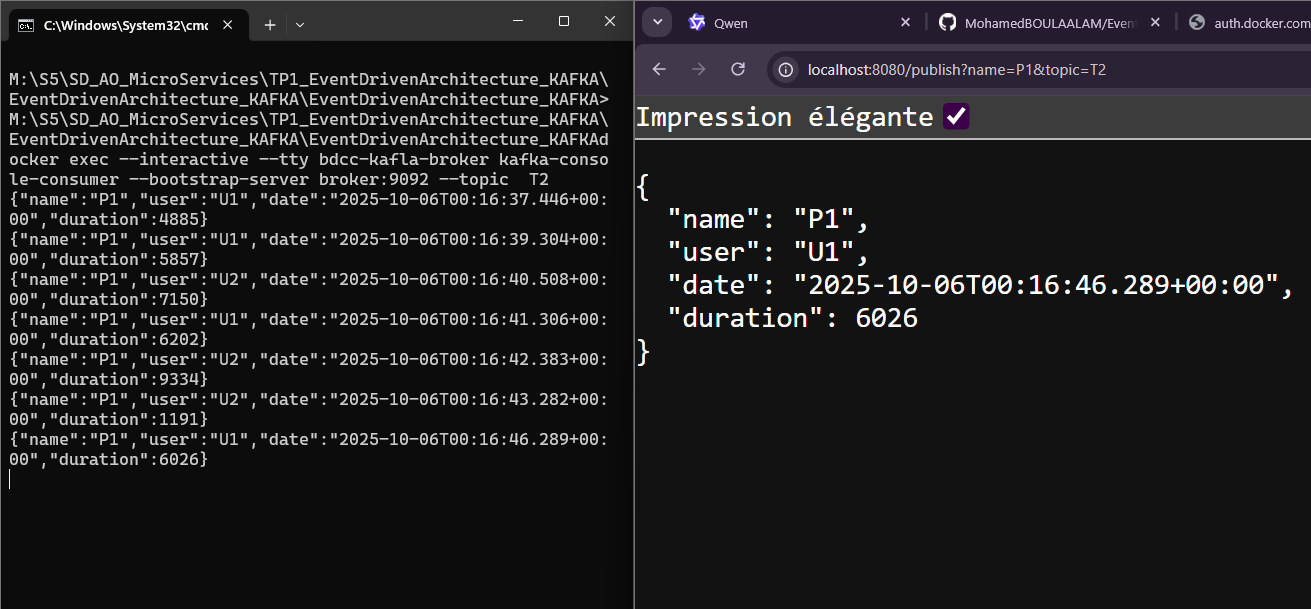 C:\Windows\System32\cmc
M:\S5\SD_AO_MicroServices\TP1_EventDrivenArchitecture_KAFKA\
EventDrivenArchitecture_KAFKA\EventDrivenArchitecture_KAFKA>
M:\S5\SD_AO_MicroServices\TP1_EventDrivenArchitecture_KAFKA\
EventDrivenArchitecture_KAFKA\EventDrivenArchitecture_KAFKAd
ocker exec --interactive --tty bdcc-kafla-broker kafka-conso
le-consumer --bootstrap-server broker:9092 --topic  T2
{"name":"P1","user":"U1","date":"2025-10-06T00:16:37.446+00:
00","duration":4885}
{"name":"P1","user":"U1","date":"2025-10-06T00:16:39.304+00:
00","duration":5857}
{"name":"P1","user":"U2","date":"2025-10-06T00:16:40.508+00:
00","duration":7150}
{"name":"P1","user":"U1","date":"2025-10-06T00:16:41.306+00:
00","duration":6202}
{"name":"P1","user":"U2","date":"2025-10-06T00:16:42.383+00:
00","duration":9334}
{"name":"P1","user":"U2","date":"2025-10-06T00:16:43.282+00:
00","duration":1191}
{"name":"P1","user":"U1","date":"2025-10-06T00:16:46.289+00:
00","duration":6026}
Qwen
MohamedBOULAALAM/Even
auth.docker.com
localhost:8080/publish?name=P1&topic=T2
Impression élégante
{
"name": "P1",
"user": "U1",
"date": "2025-10-06T00:16:46.289+00:00",
"duration": 6026
}